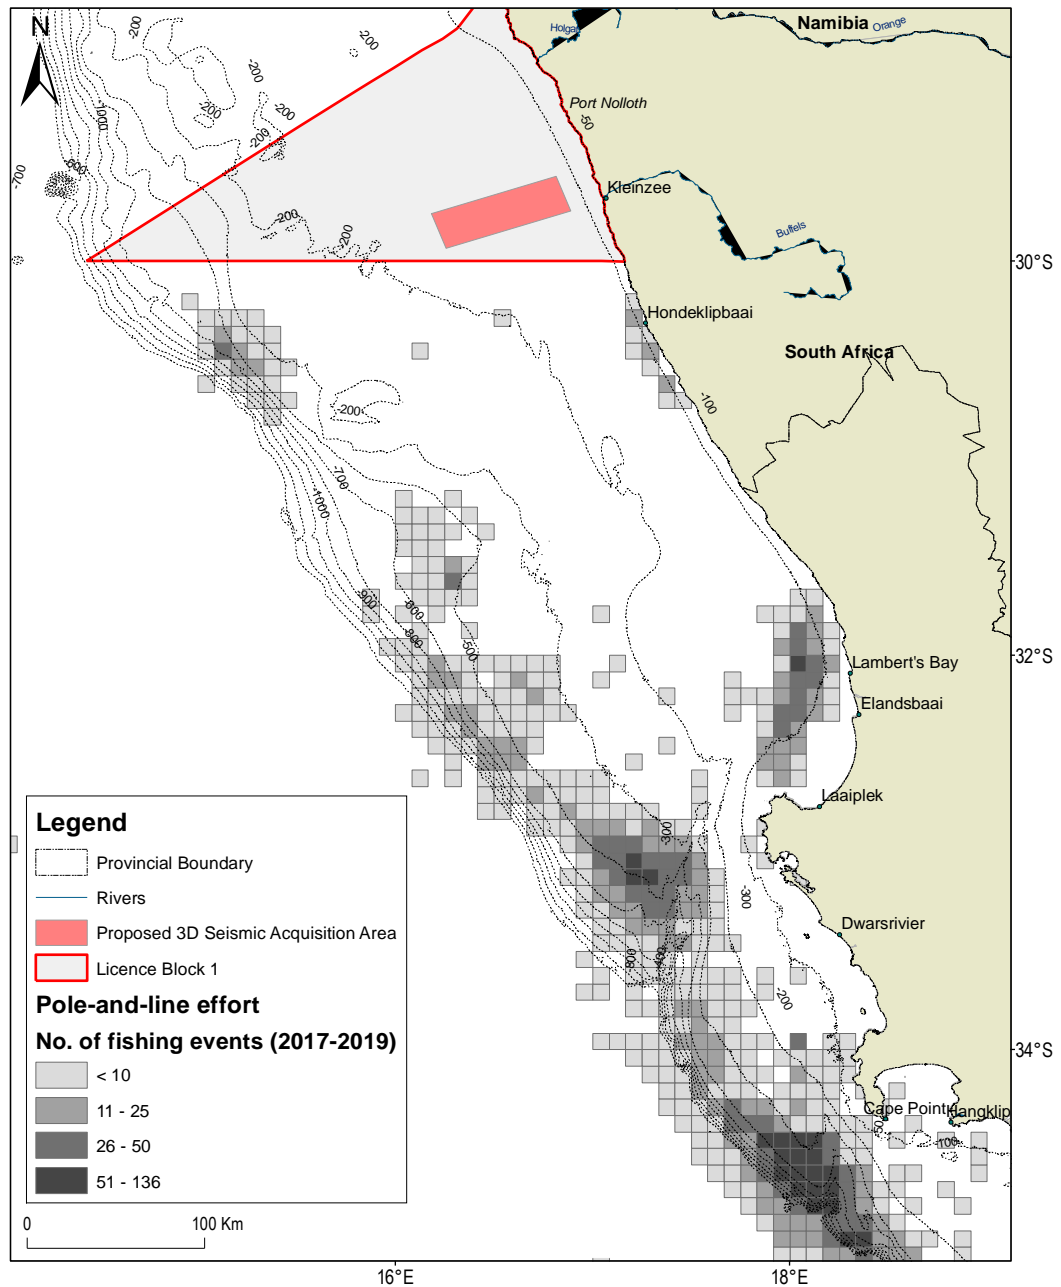 N
Namibia
Orange
Holgat
Port Nolloth
-200
-200
-200
-200
-200
-200
-50
-1000
-600
-700
Kleinzee
-200
-200
Buffels
30°S
Hondeklipbaai
South Africa
-200
-100
-700
-1000
-900
-600
-800
-500
32°S
Lambert's Bay
Elandsbaai
Laaiplek
-300
-300
Dwarsrivier
-800
-400
-200
34°S
Cape Point
Hangklip
-50
-100
Legend
Provincial Boundary
Rivers
Proposed 3D Seismic Acquisition Area
Licence Block 1
Pole-and-line effort
No. of fishing events (2017-2019)
< 10
11 - 25
26 - 50
51 - 136
0
100 Km
16°E
18°E